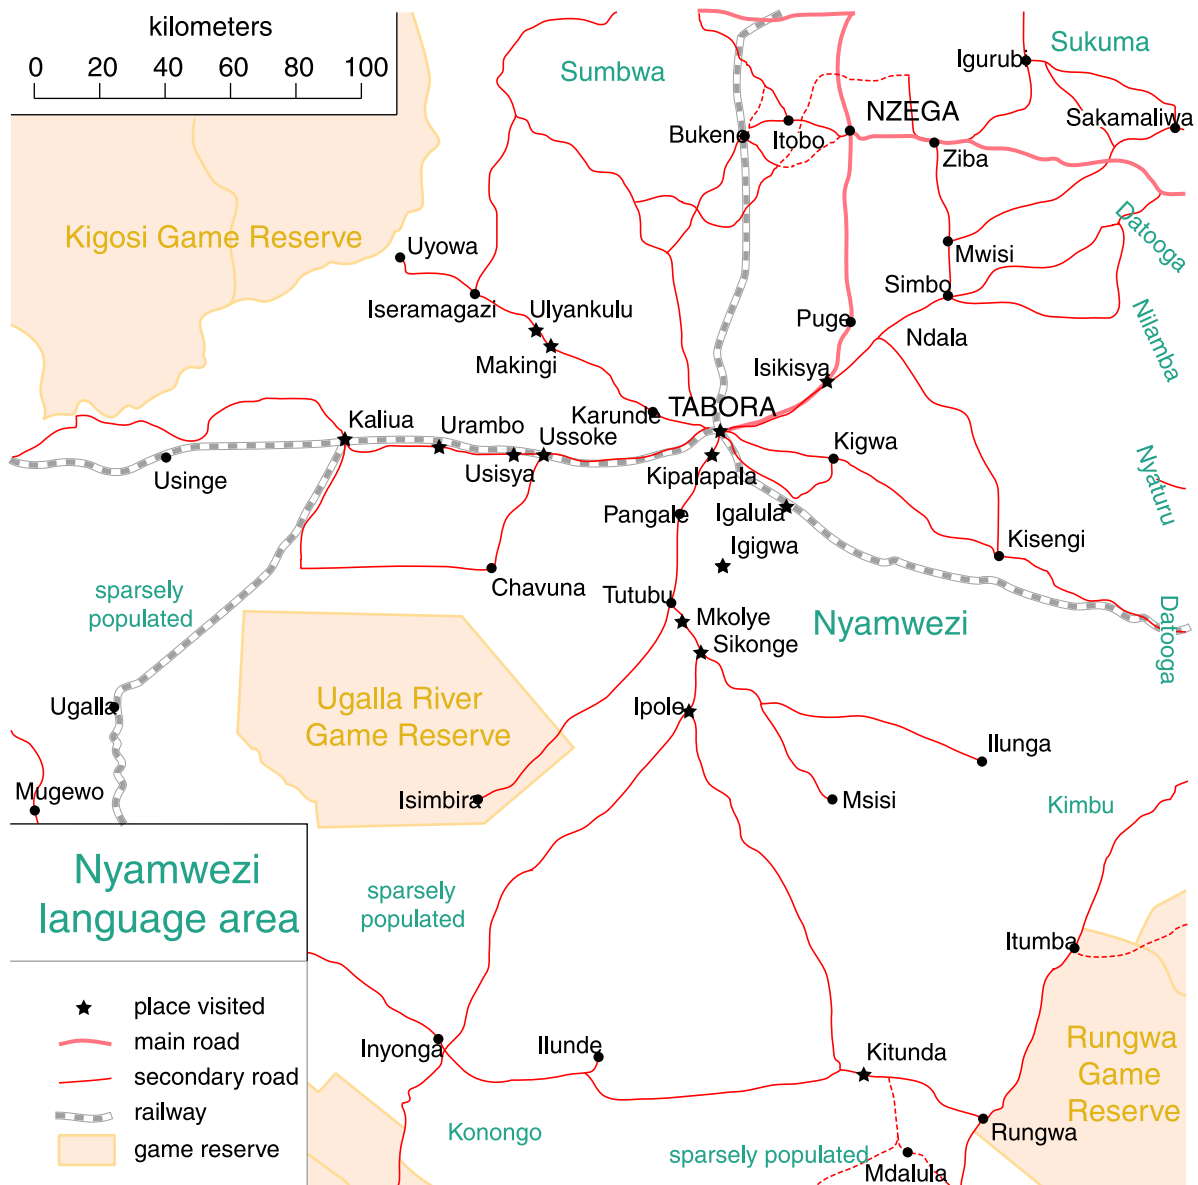 kilometers
0 20 40 60 80 100
Sumbwa
Sukuma
Igurubi
NZEGA
Sakamaliwa
Bukene
Itobo
Ziba
Kigosi Game Reserve
Uyowa
Datooga
Mwisi
Iseramagazi
Ulyankulu
Simbo
Puge
Ndala
Nilamba
Makingi
Isikisya
Karunde
TABORA
Kaliua
Urambo
Ussoke
Kigwa
Usinge
Usisya
Kipalapala
Nyaturu
Pangale
Igalula
Igigwa
Kisengi
sparsely
populated
Chavuna
Tutubu
Mkolye
Nyamwezi
Datooga
Sikonge
Ugalla
Ugalla River
Game Reserve
Ipole
Ilunga
Mugewo
Isimbira
Msisi
Kimbu
Nyamwezi
language area
sparsely
populated
Itumba
place visited
main road
secondary road
railway
game reserve
Inyonga
Ilunde
Kitunda
Rungwa
Game
Reserve
Konongo
Rungwa
sparsely populated
Mdalula